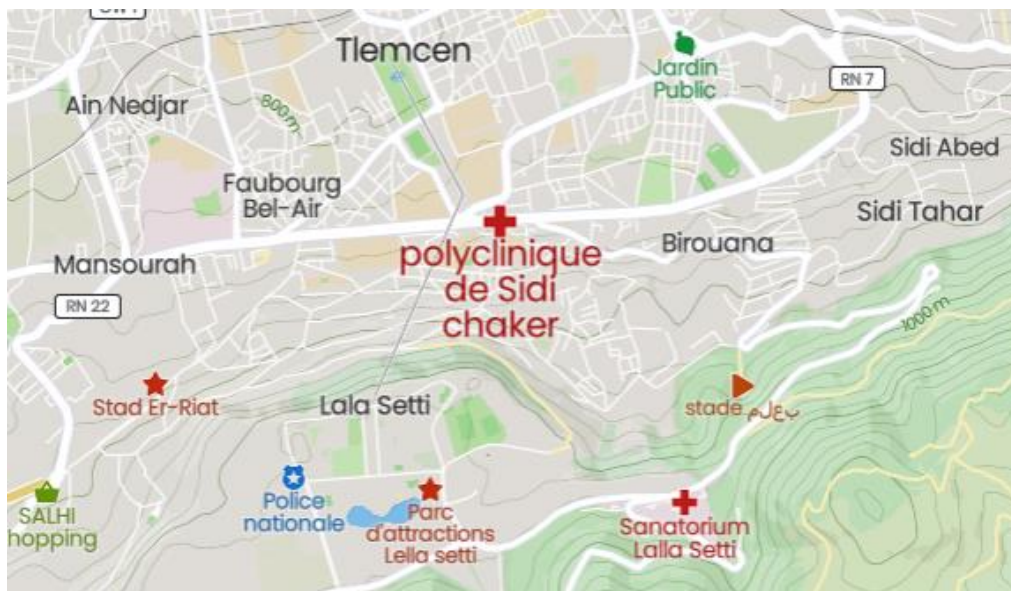 Tlemcen
Jardin
Public
RN 7
Ain Nedjar
800 m
Sidi Abed
Faubourg
Bel-Air
Sidi Tahar
Birouana
polyclinique
de Sidi
chaker
Mansourah
RN 22
1000 m
Stad Er-Riat
Lala Setti
stade بعلم
Police
nationale
Parc
d'attractions
Lella setti
SALHI
hopping
Sanatorium
Lalla Setti